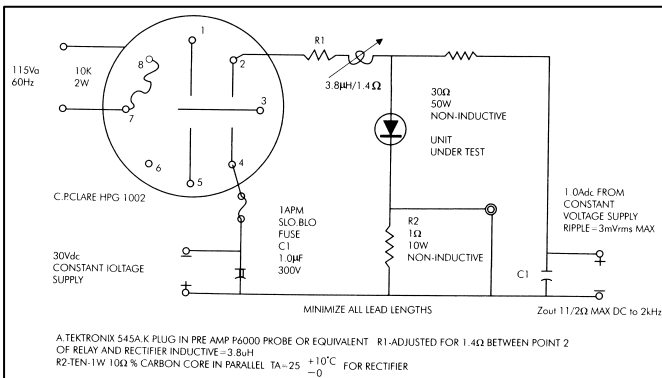 1
R1
115Va
60Hz
10K
2W
8
2
3.8μH/1.4Ω
7
3
30Ω
50W
NON-INDUCTIVE
UNIT
UNDER TEST
6
4
5
C.P.CLARE HPG 1002
1APM
SLO.BLO
FUSE
C1
1.0μF
300V
R2
1Ω
10W
NON-INDUCTIVE
1 0Adc FROM
CONSTANT
VOLTAGE SUPPLY
RIPPLE=3mVrms MAX
30Vdc
CONSTANT IOLTAGE
SUPPLY
−
+
C1
+
−
MINIMIZE ALL LEAD LENGTHS
Zout 11/2Ω MAX DC to 2kHz
A.TEKTRONIX 545A.K PLUG IN PRE AMP P6000 PROBE OR EQUIVALENT R1-ADJUSTED FOR 1.4Ω BETWEEN POINT 2
OF RELAY AND RECTIFIER INDUCTIVE=3.8uH
R2-TEN-1W 10Ω % CARBON CORE IN PARALLEL TA=25 +10°C −0 FOR RECTIFIER